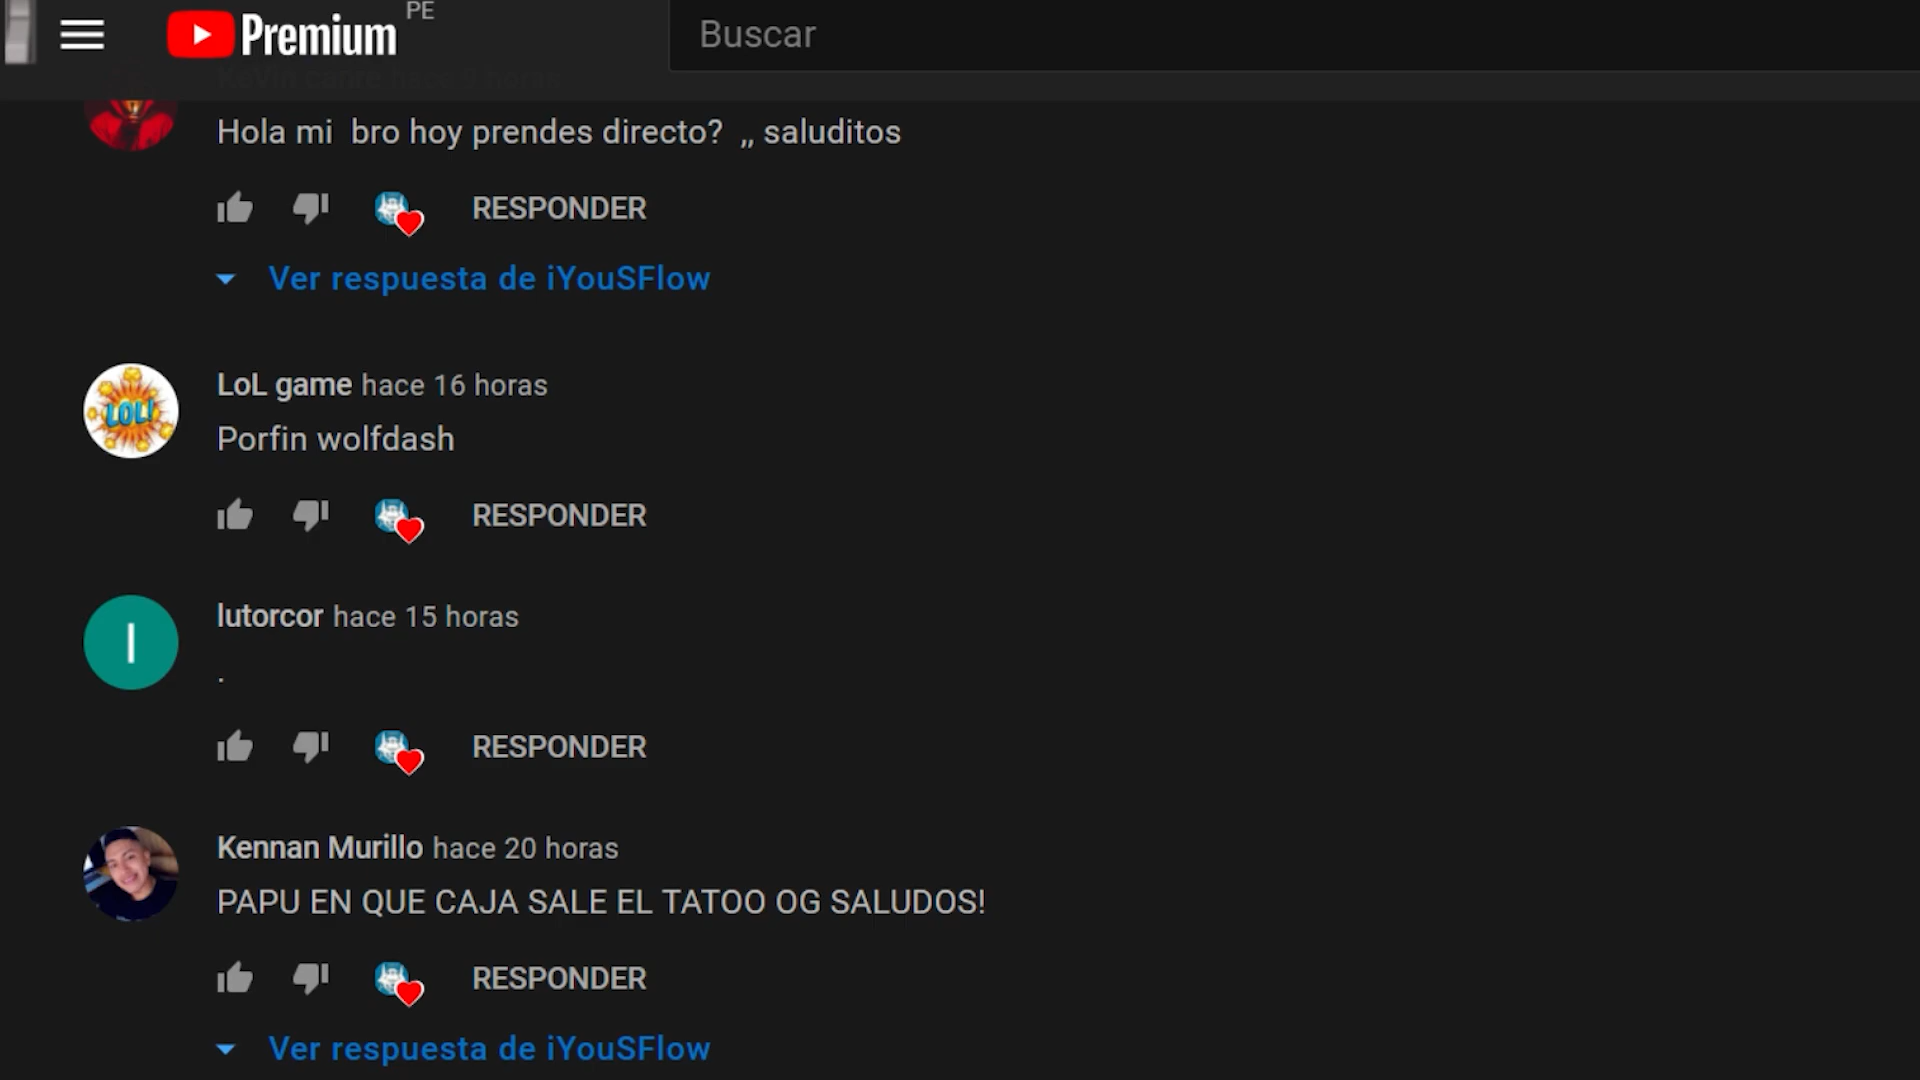 PE
Premium
Buscar
KeVin canre hace 9 horas
Hola mi bro hoy prendes directo? ,, saluditos
RESPONDER
Ver respuesta de iYouSFlow
LOL!
LoL game hace 16 horas
Porfin wolfdash
RESPONDER
l
lutorcor hace 15 horas
.
RESPONDER
Kennan Murillo hace 20 horas
PAPU EN QUE CAJA SALE EL TATOO OG SALUDOS!
RESPONDER
Ver respuesta de iYouSFlow